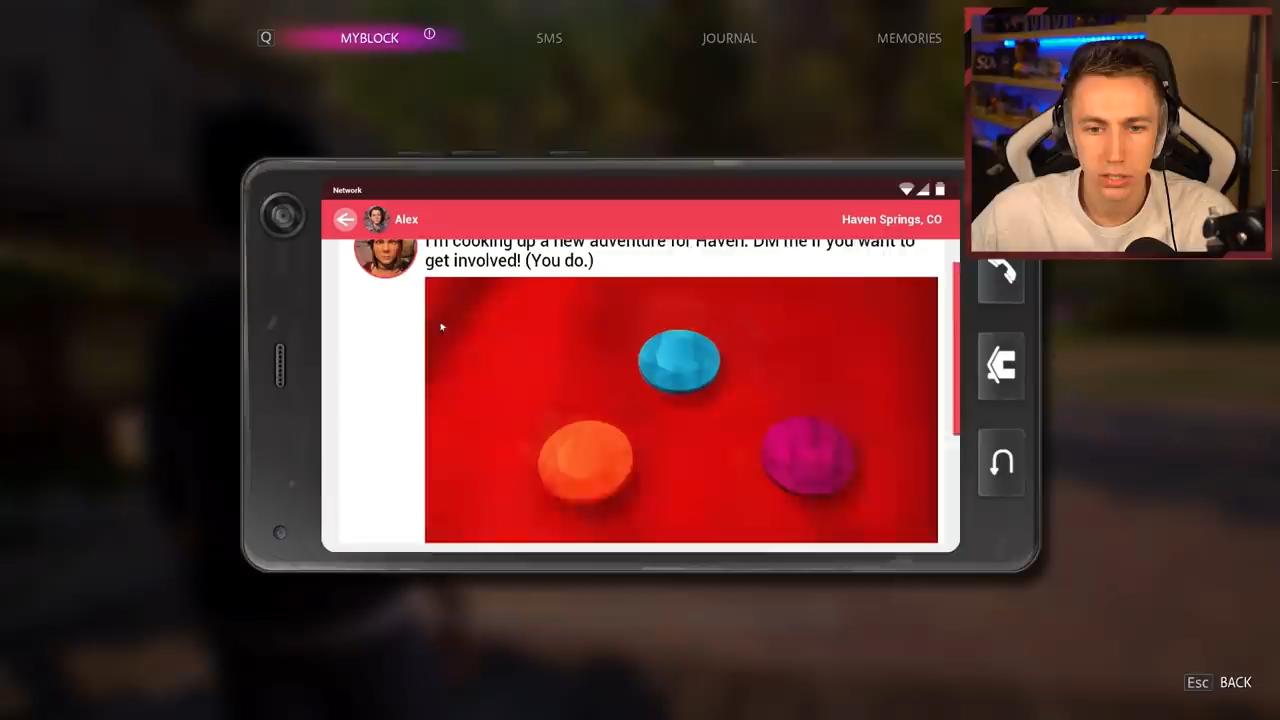 Q MYBLOCK SMS JOURNAL MEMORIES
Network
Alex Haven Springs, CO
I'm cooking up a new adventure for Haven. DM me if you want to
get involved! (You do.)
Esc BACK